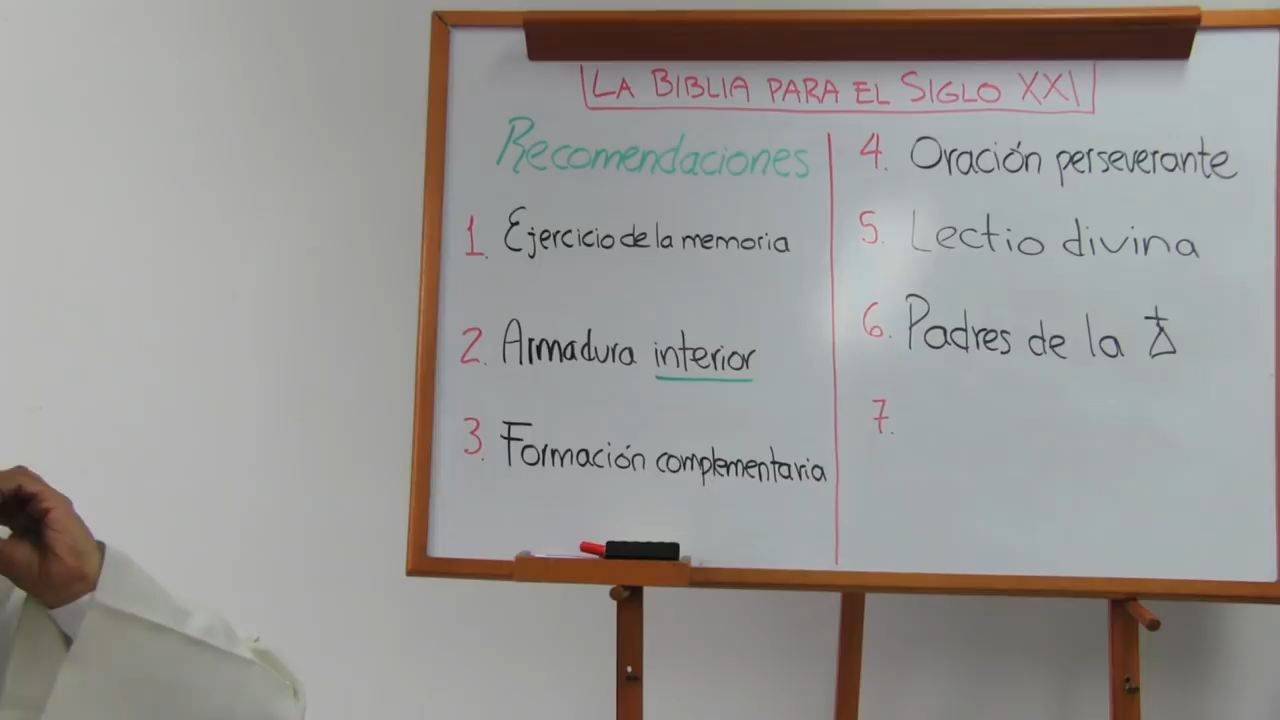 LA BIBLIA PARA EL SIGLO XXI
Recomendaciones
1. Ejercicio de la memoria
2. Armadura interior
3. Formación complementaria
4. Oración perseverante
5. Lectio divina
6. Padres de la
7.